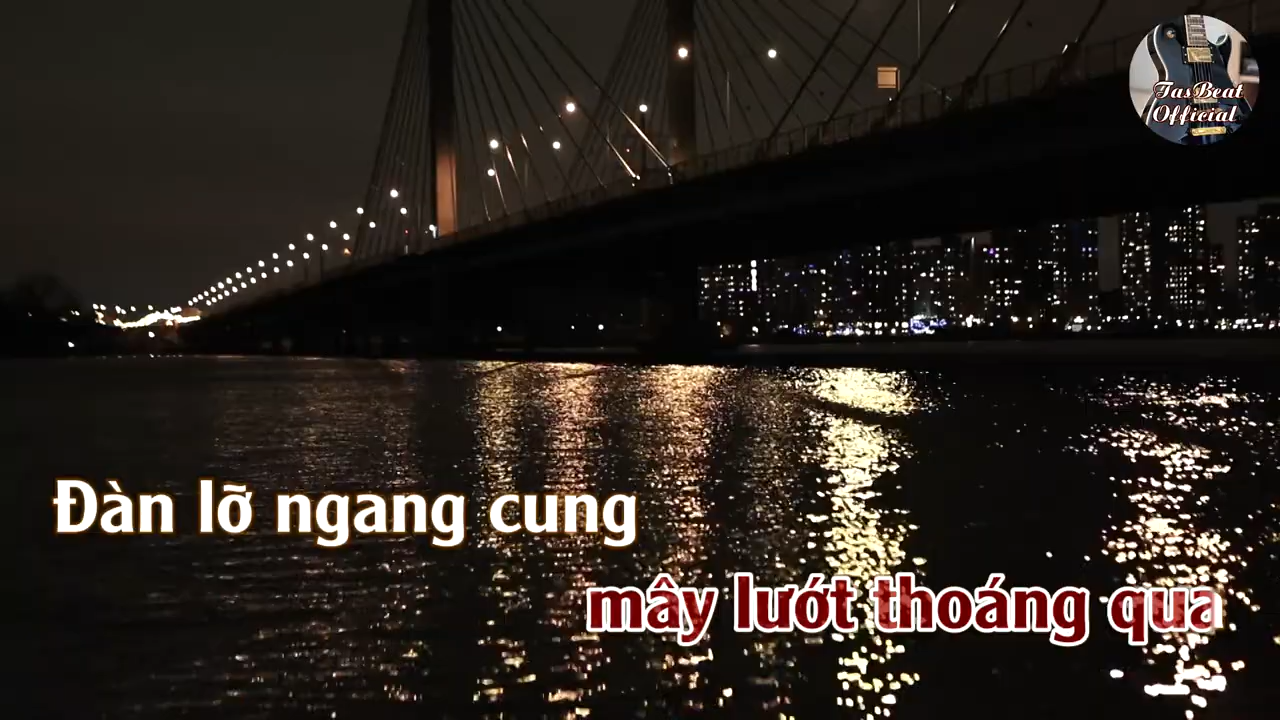 TasBeat
Official
Đàn lỡ ngang cung
mây lướt thoáng qua